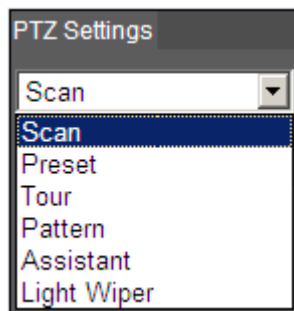 PTZ Settings
Scan
Scan
Preset
Tour
Pattern
Assistant
Light Wiper